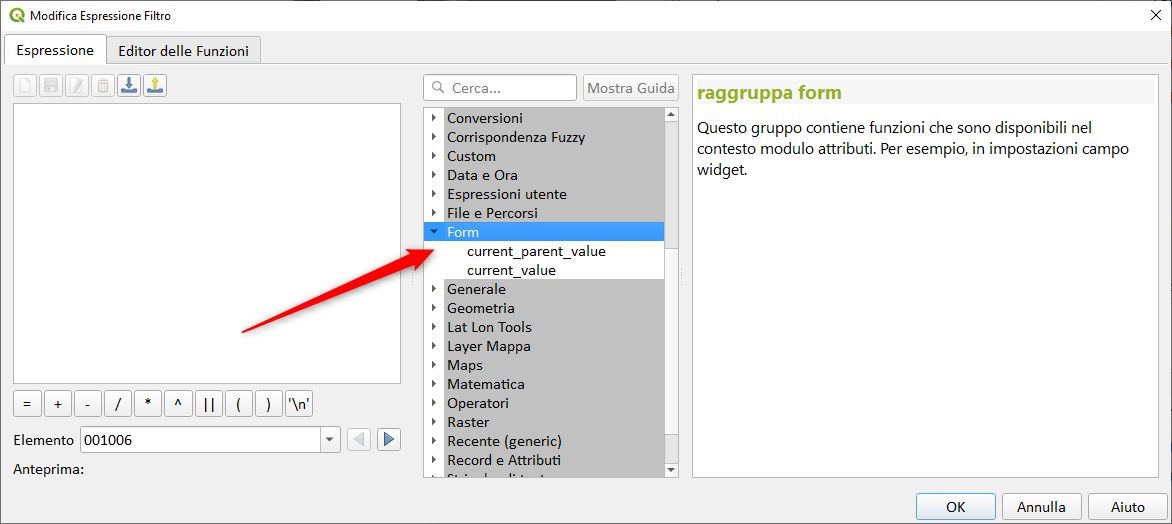 Modifica Espressione Filtro
Espressione
Editor delle Funzioni
Cerca...
Mostra Guida
Conversioni
Corrispondenza Fuzzy
Custom
Data e Ora
Espressioni utente
File e Percorsi
Form
current_parent_value
current_value
Generale
Geometria
Lat Lon Tools
Layer Mappa
Maps
Matematica
Operatori
Raster
Recente (generic)
Record e Attributi
raggruppa form
Questo gruppo contiene funzioni che sono disponibili nel
contesto modulo attributi. Per esempio, in impostazioni campo
widget.
= + - / * ^ || ( ) '\n'
Elemento 001006
Anteprima:
OK
Annulla
Aiuto